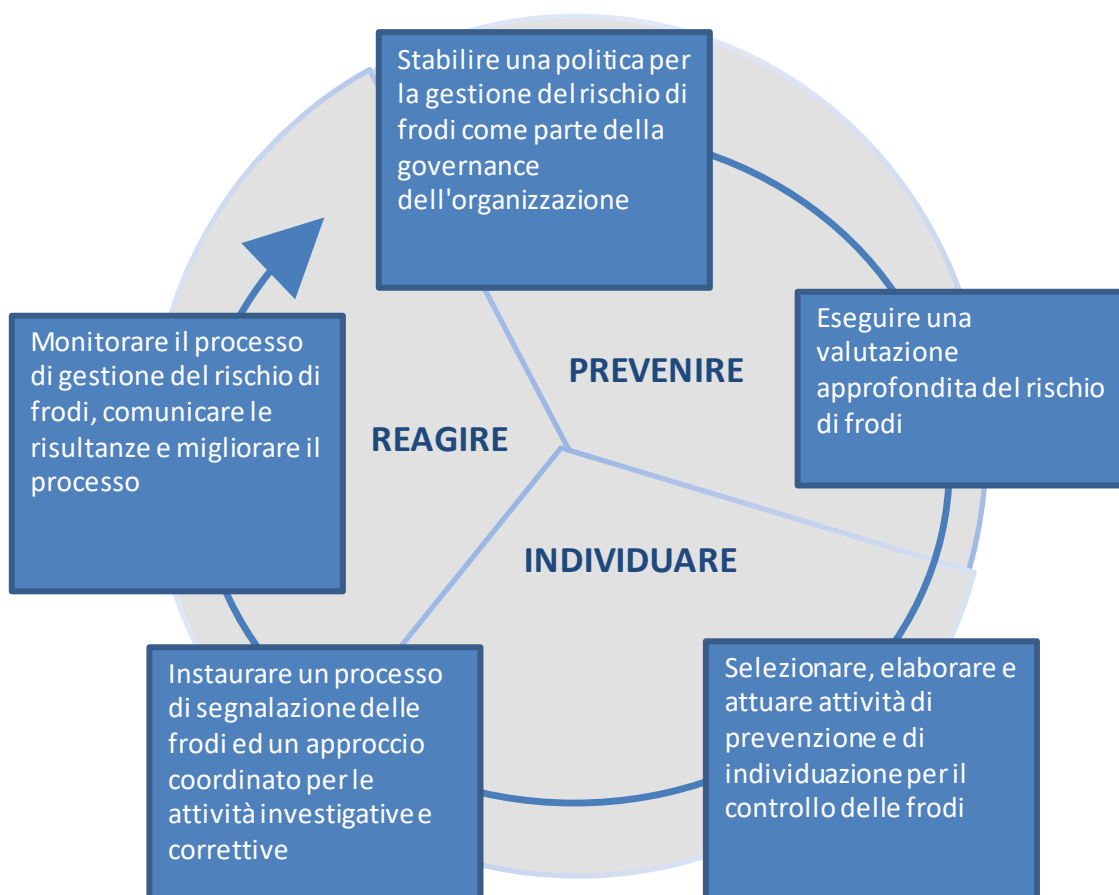 Stabilire una politica per
la gestione del rischio di
frodi come parte della
governance
dell'organizzazione
Eseguire una
valutazione
approfondita del rischio
di frodi
Selezionare, elaborare e
attuare attività di
prevenzione e di
individuazione per il
controllo delle frodi
Instaurare un processo
di segnalazione delle
frodi ed un approccio
coordinato per le
attività investigative e
correttive
Monitorare il processo
di gestione del rischio di
frodi, comunicare le
risultanze e migliorare il
processo
PREVENIRE
INDIVIDUARE
REAGIRE